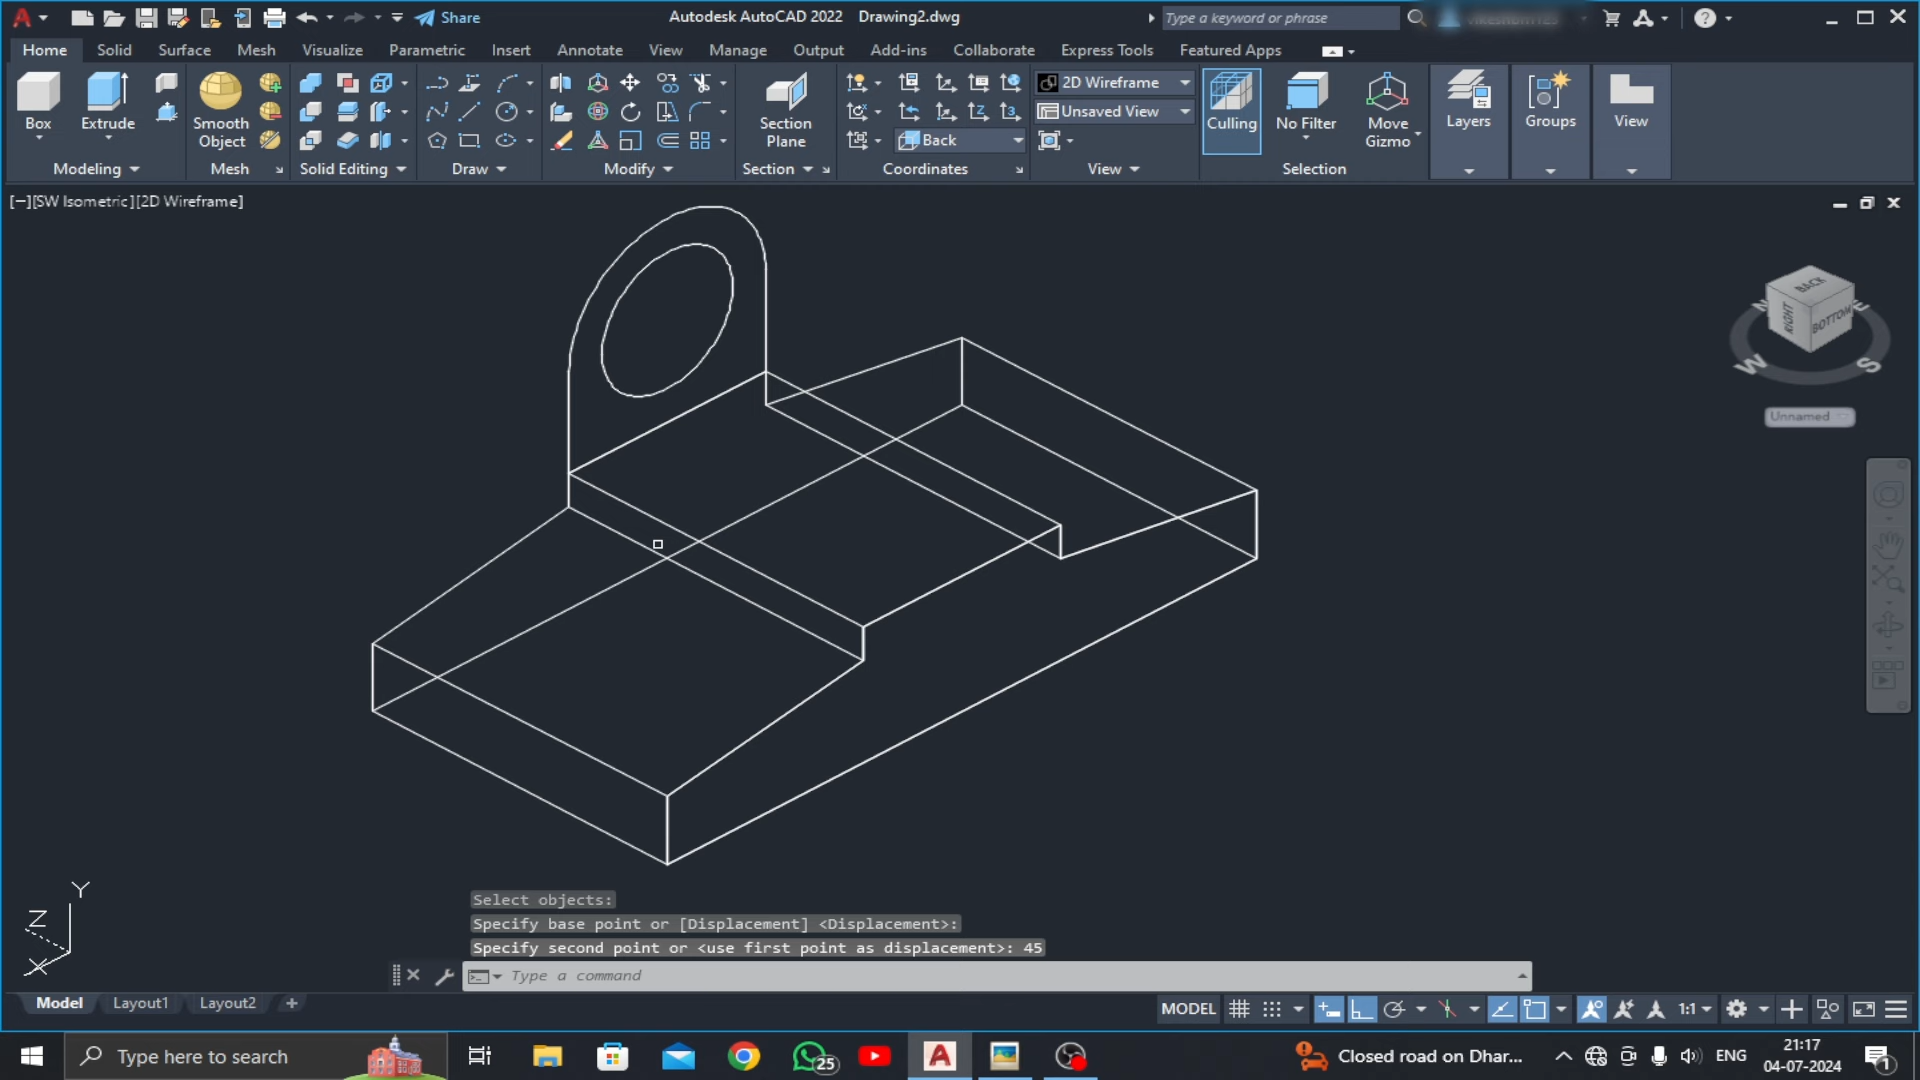 Share
Autodesk AutoCAD 2022 Drawing2.dwg
Type a keyword or phrase
Home Solid Surface Mesh Visualize Parametric Insert Annotate View Manage Output Add-ins Collaborate Express Tools Featured Apps
Box
Extrude
Smooth
Object
Section
Plane
2D Wireframe
Unsaved View
Back
Culling
No Filter
Move
Gizmo
Layers
Groups
View
Modeling Mesh Solid Editing Draw Modify Section Coordinates View Selection
[−][SW Isometric][2D Wireframe]
BACK
RIGHT
BOTTOM
N
E
W
S
Unnamed
Y
Z
X
Select objects:
Specify base point or [Displacement] <Displacement>:
Specify second point or <use first point as displacement>: 45
Type a command
Model Layout1 Layout2 +
MODEL
1:1
Type here to search
25
Closed road on Dhar...
ENG
21:17
04-07-2024
1